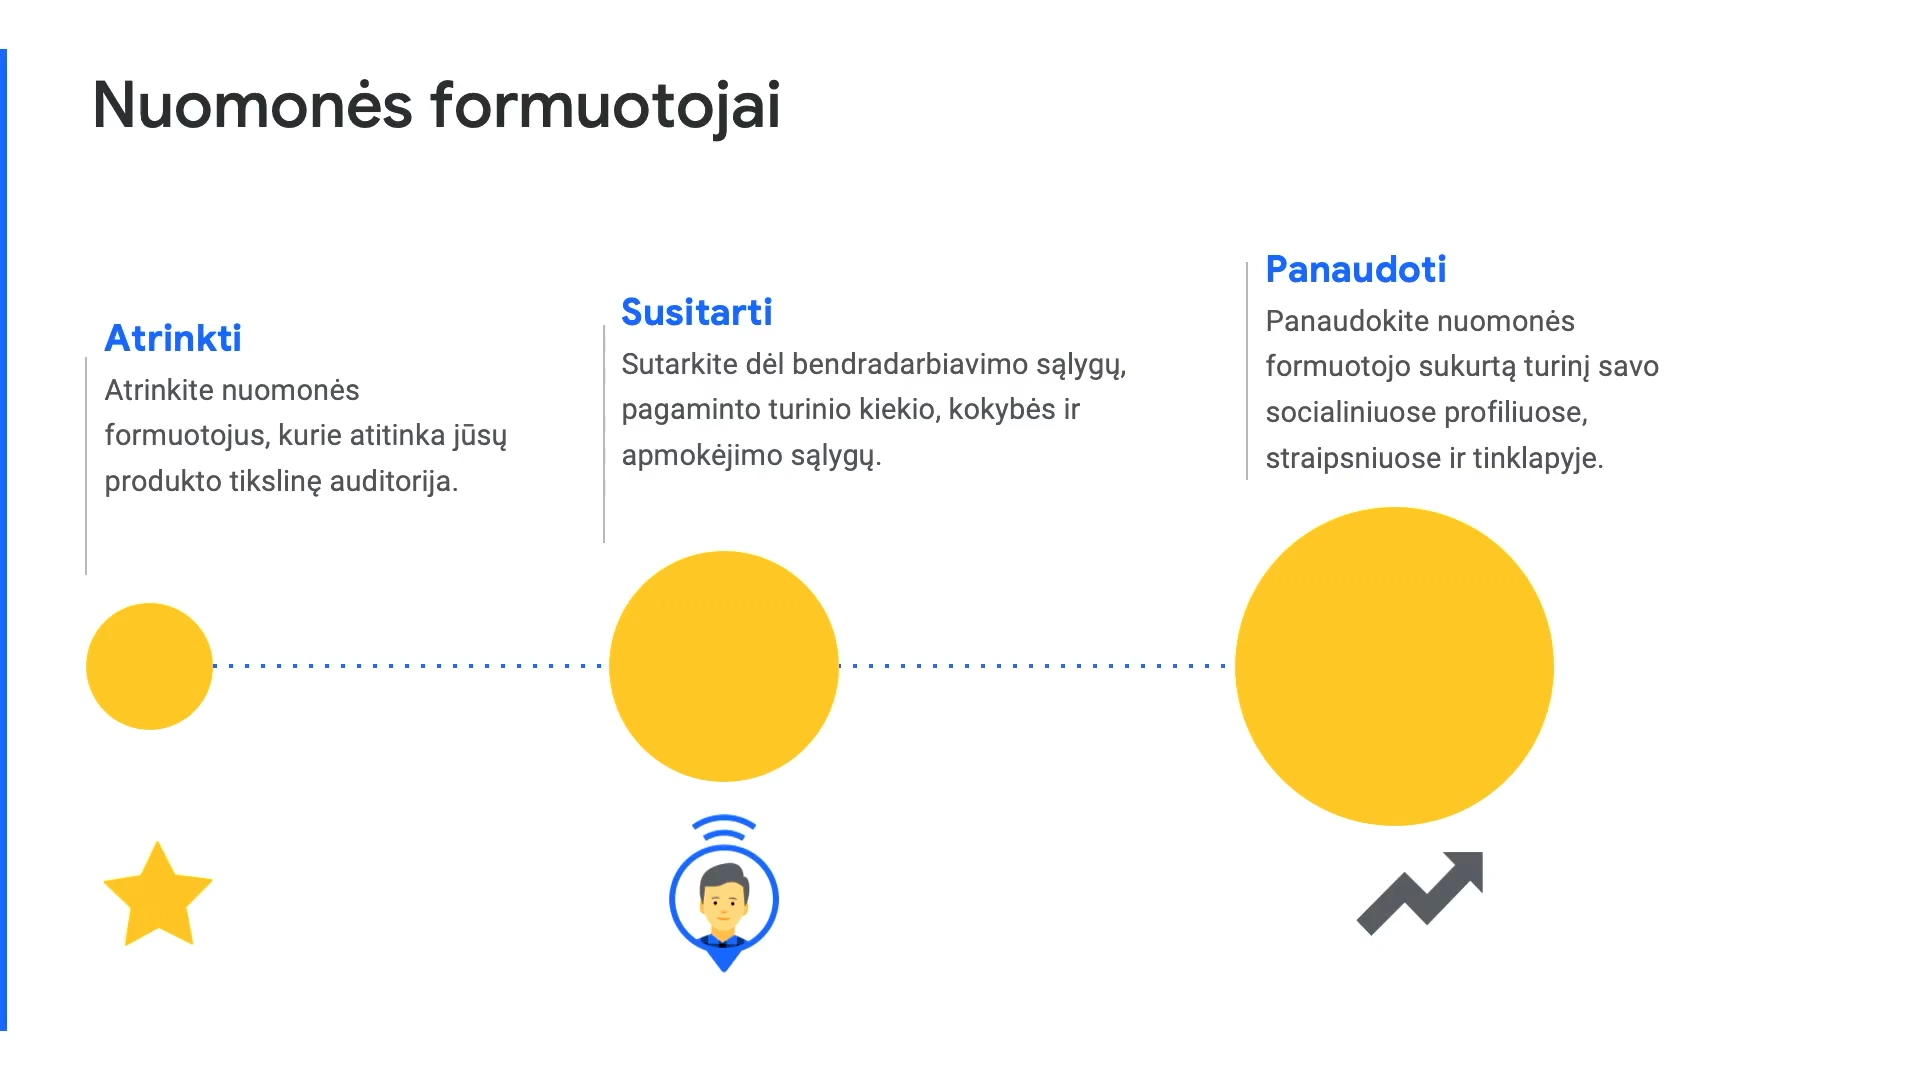 Nuomonės formuotojai
Atrinkti
Atrinkite nuomonės
formuotojus, kurie atitinka jūsų
produkto tikslinę auditorija.
Susitarti
Sutarkite dėl bendradarbiavimo sąlygų,
pagaminto turinio kiekio, kokybės ir
apmokėjimo sąlygų.
Panaudoti
Panaudokite nuomonės
formuotojo sukurtą turinį savo
socialiniuose profiliuose,
straipsniuose ir tinklapyje.